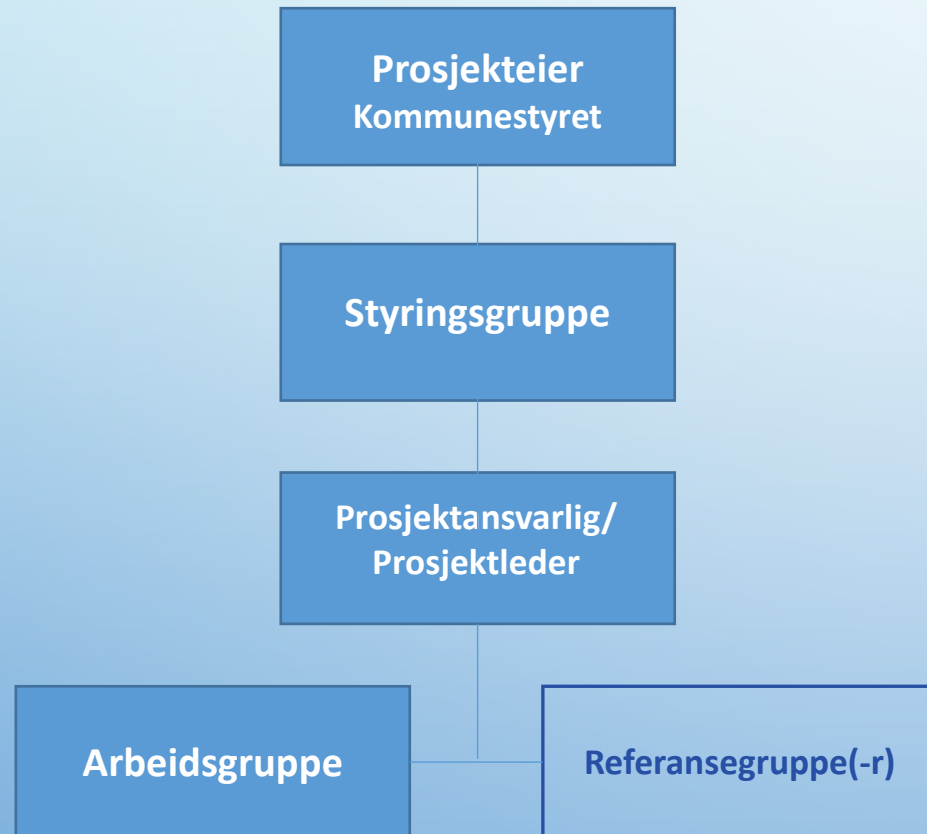 Prosjekteier
Kommunestyret
Styringsgruppe
Prosjektansvarlig/
Prosjektleder
Arbeidsgruppe
Referansegruppe(-r)